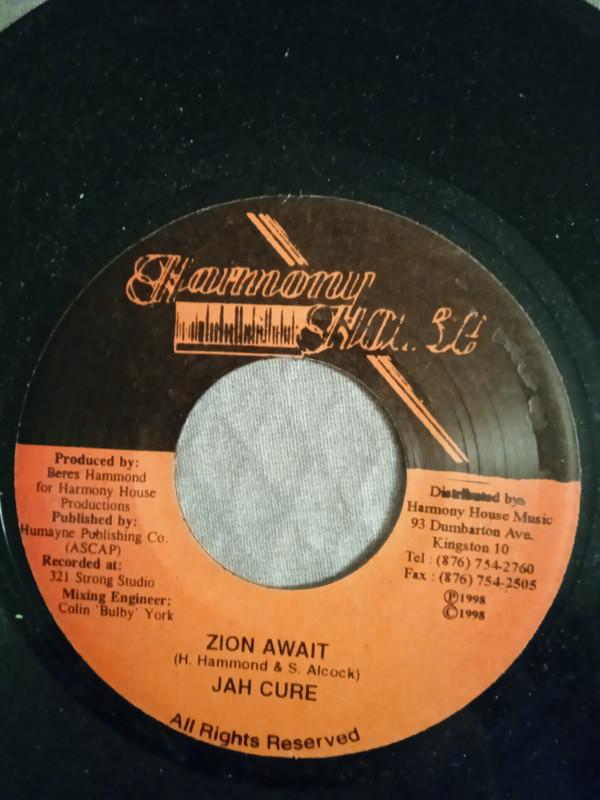 Harmony
House
Produced by:
Beres Hammond
for Harmony House
Productions
Published by:
Humayne Publishing Co.
(ASCAP)
Recorded at:
321 Strong Studio
Mixing Engineer:
Colin 'Bulby' York
Distributed by:
Harmony House Music
93 Dumbarton Ave.
Kingston 10
Tel : (876) 754-2760
Fax : (876) 754-2505
℗1998
©1998
ZION AWAIT
(H. Hammond & S. Alcock)
JAH CURE
All Rights Reserved